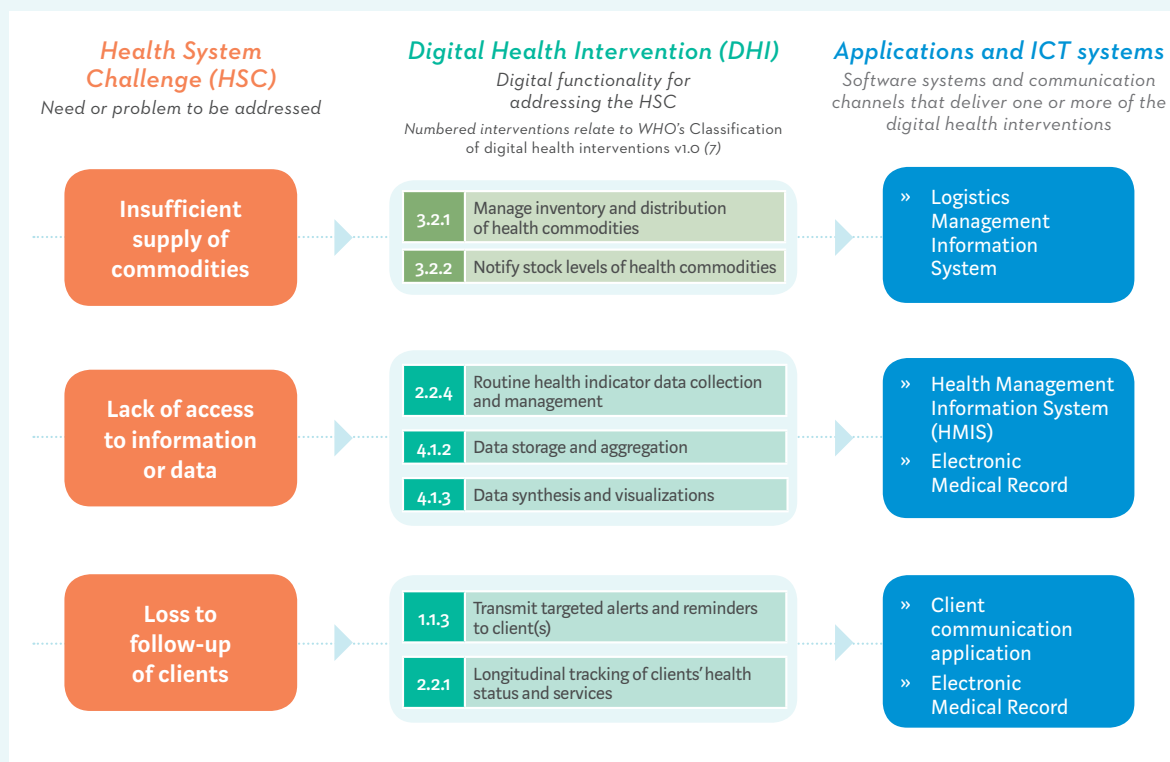 Health System
Challenge (HSC)
Need or problem to be addressed
Digital Health Intervention (DHI)
Digital functionality for
addressing the HSC
Numbered interventions relate to WHO's Classification
of digital health interventions v1.0 (7)
Applications and ICT systems
Software systems and communication
channels that deliver one or more of the
digital health interventions
Insufficient
supply of
commodities
3.2.1 Manage inventory and distribution
of health commodities
3.2.2 Notify stock levels of health commodities
» Logistics
Management
Information
System
Lack of access
to information
or data
2.2.4 Routine health indicator data collection
and management
4.1.2 Data storage and aggregation
4.1.3 Data synthesis and visualizations
» Health Management
Information System
(HMIS)
» Electronic
Medical Record
Loss to
follow-up
of clients
1.1.3 Transmit targeted alerts and reminders
to client(s)
2.2.1 Longitudinal tracking of clients' health
status and services
» Client
communication
application
» Electronic
Medical Record